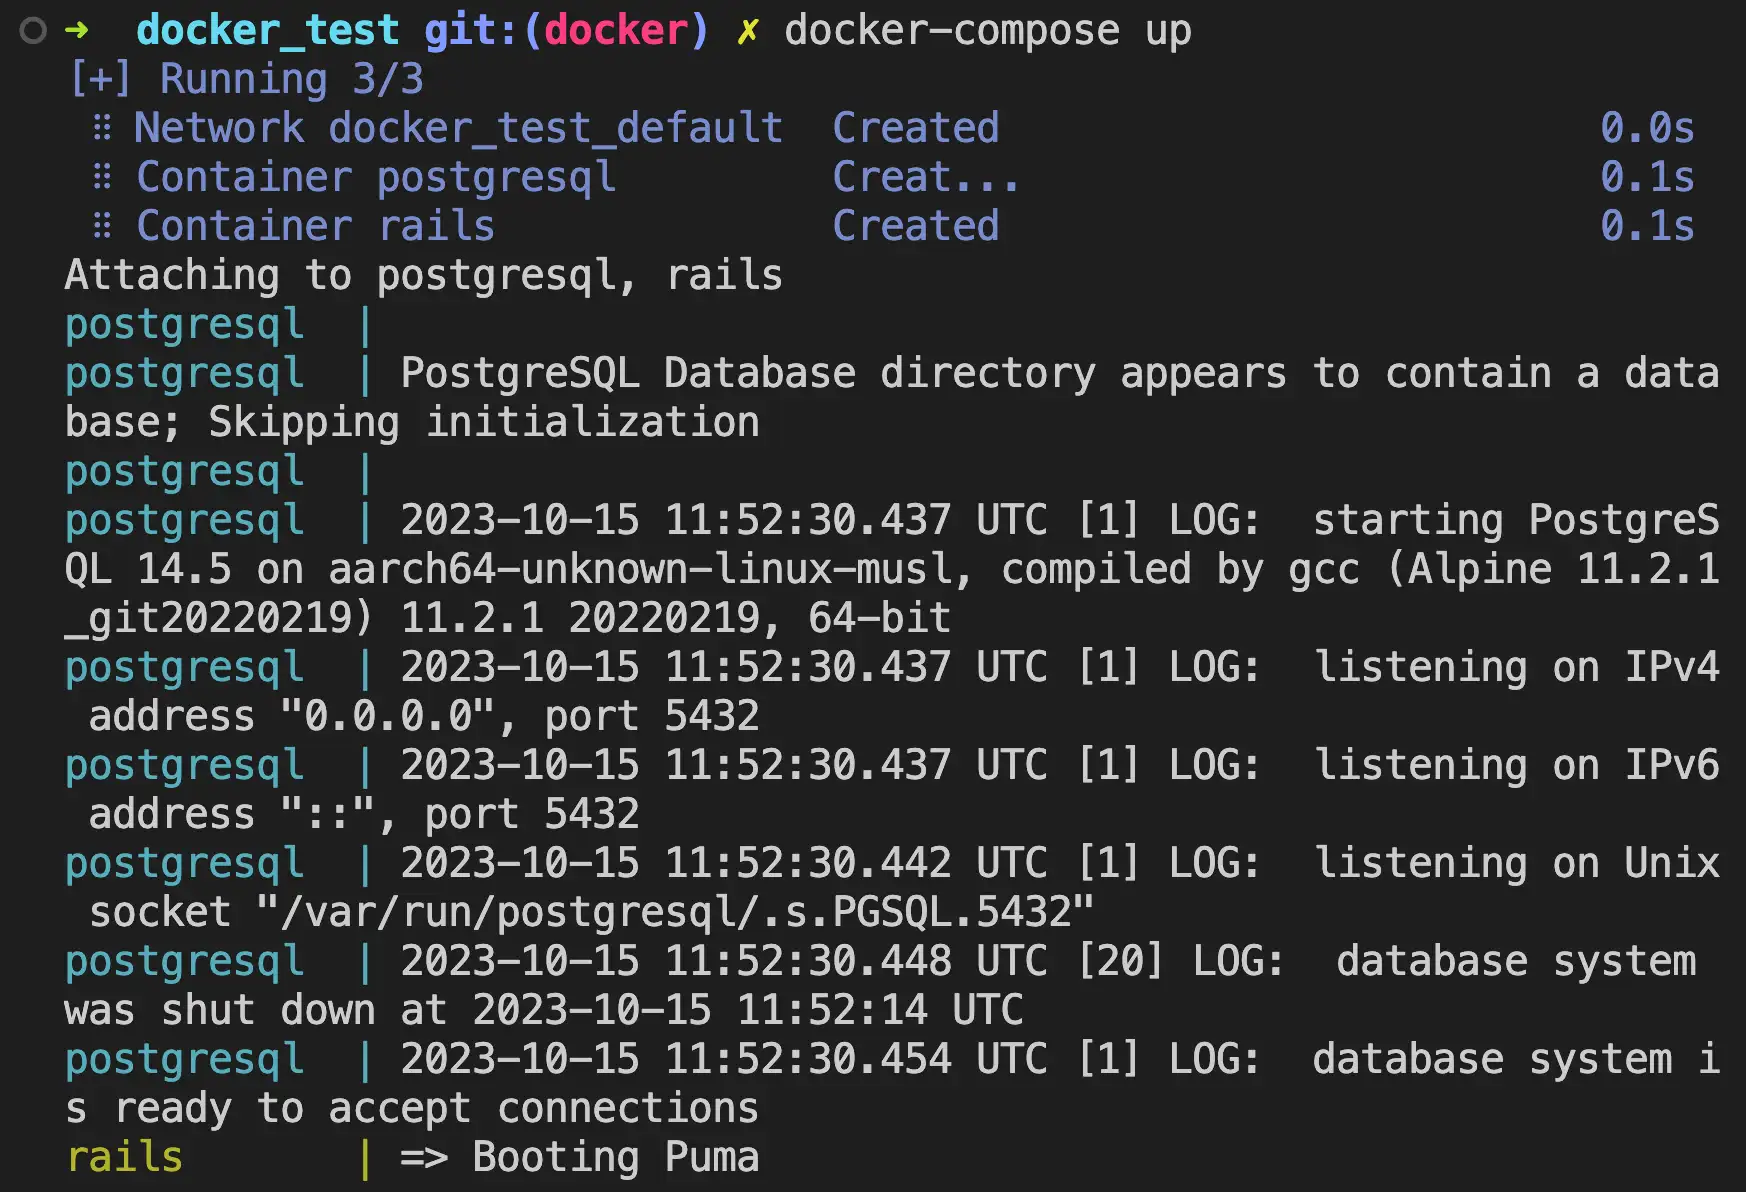 ➜  docker_test git:(docker) ✗ docker-compose up
[+] Running 3/3
 ⠿ Network docker_test_default  Created                         0.0s
 ⠿ Container postgresql         Creat...                        0.1s
 ⠿ Container rails              Created                         0.1s
Attaching to postgresql, rails
postgresql  |
postgresql  | PostgreSQL Database directory appears to contain a data
base; Skipping initialization
postgresql  |
postgresql  | 2023-10-15 11:52:30.437 UTC [1] LOG:  starting PostgreS
QL 14.5 on aarch64-unknown-linux-musl, compiled by gcc (Alpine 11.2.1
_git20220219) 11.2.1 20220219, 64-bit
postgresql  | 2023-10-15 11:52:30.437 UTC [1] LOG:  listening on IPv4
 address "0.0.0.0", port 5432
postgresql  | 2023-10-15 11:52:30.437 UTC [1] LOG:  listening on IPv6
 address "::", port 5432
postgresql  | 2023-10-15 11:52:30.442 UTC [1] LOG:  listening on Unix
 socket "/var/run/postgresql/.s.PGSQL.5432"
postgresql  | 2023-10-15 11:52:30.448 UTC [20] LOG:  database system
was shut down at 2023-10-15 11:52:14 UTC
postgresql  | 2023-10-15 11:52:30.454 UTC [1] LOG:  database system i
s ready to accept connections
rails       | => Booting Puma